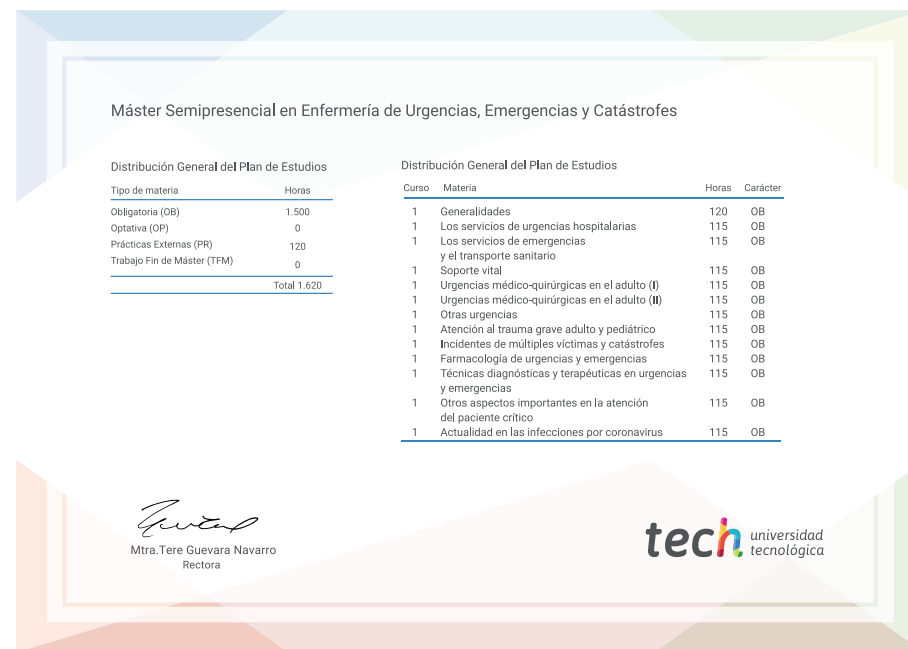 Máster Semipresencial en Enfermería de Urgencias, Emergencias y Catástrofes
Distribución General del Plan de Estudios
Tipo de materia Horas
Obligatoria (OB) 1.500
Optativa (OP) 0
Prácticas Externas (PR) 120
Trabajo Fin de Máster (TFM) 0
Total 1.620
Distribución General del Plan de Estudios
Curso Materia Horas Carácter
1 Generalidades 120 OB
1 Los servicios de urgencias hospitalarias 115 OB
1 Los servicios de emergencias 115 OB
y el transporte sanitario
1 Soporte vital 115 OB
1 Urgencias médico-quirúrgicas en el adulto (I) 115 OB
1 Urgencias médico-quirúrgicas en el adulto (II) 115 OB
1 Otras urgencias 115 OB
1 Atención al trauma grave adulto y pediátrico 115 OB
1 Incidentes de múltiples víctimas y catástrofes 115 OB
1 Farmacología de urgencias y emergencias 115 OB
1 Técnicas diagnósticas y terapéuticas en urgencias 115 OB
y emergencias
1 Otros aspectos importantes en la atención 115 OB
del paciente crítico
1 Actualidad en las infecciones por coronavirus 115 OB
Mtra.Tere Guevara Navarro
Rectora
tech universidad
tecnológica